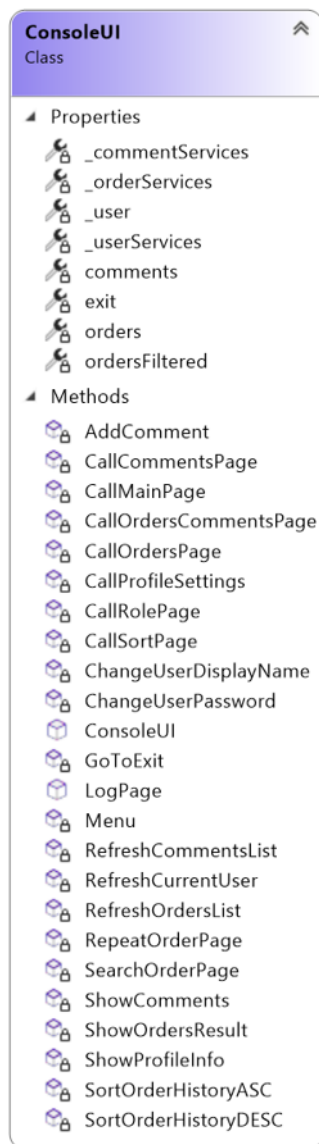 ConsoleUI
Class
Properties
_commentServices
_orderServices
_user
_userServices
comments
exit
orders
ordersFiltered
Methods
AddComment
CallCommentsPage
CallMainPage
CallOrdersCommentsPage
CallOrdersPage
CallProfileSettings
CallRolePage
CallSortPage
ChangeUserDisplayName
ChangeUserPassword
ConsoleUI
GoToExit
LogPage
Menu
RefreshCommentsList
RefreshCurrentUser
RefreshOrdersList
RepeatOrderPage
SearchOrderPage
ShowComments
ShowOrdersResult
ShowProfileInfo
SortOrderHistoryASC
SortOrderHistoryDESC